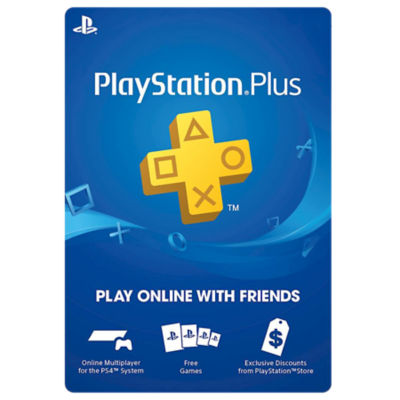 PlayStation.Plus
TM
PLAY ONLINE WITH FRIENDS
Online Multiplayer
for the PS4™ System
Free
Games
Exclusive Discounts
from PlayStation™Store